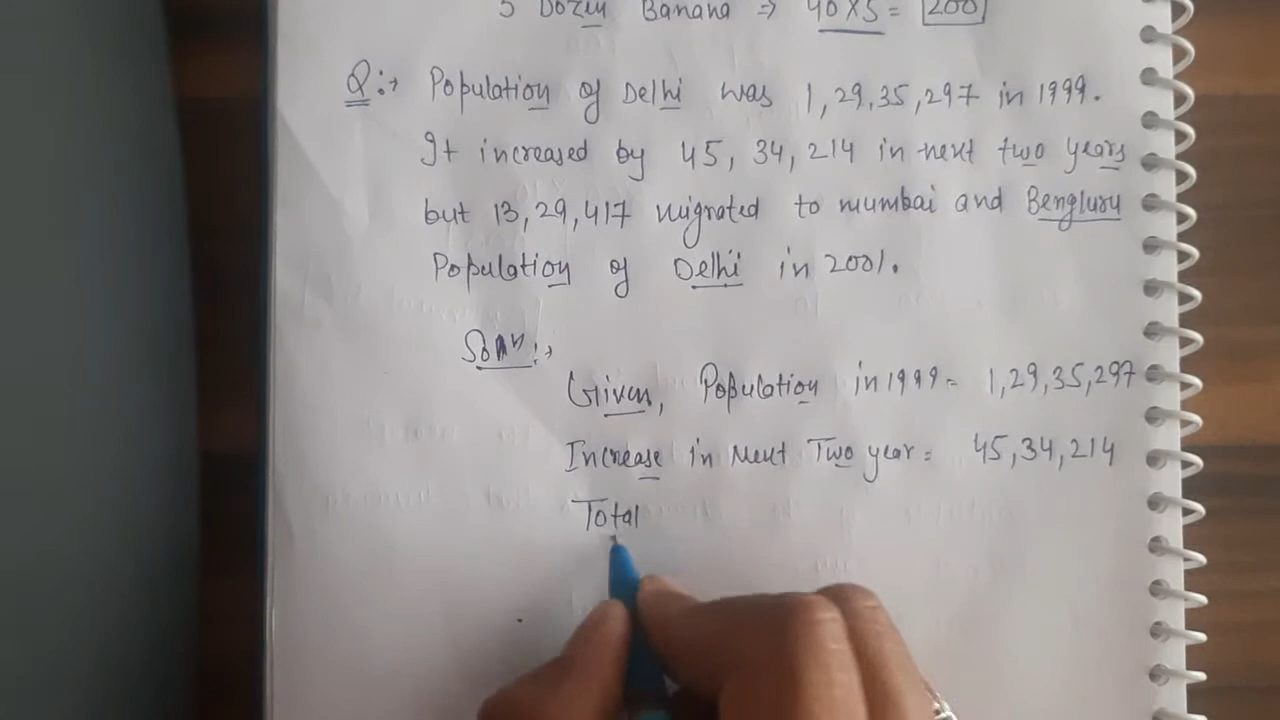 5 Dozen Banana ⇒ 40×5 = 200
Q:→ Population of Delhi was 1,29,35,297 in 1999.
It increased by 45,34,214 in next two years
but 13,29,417 migrated to mumbai and Bengluru
Population of Delhi in 2001.
Soln:→
Given, Population in 1999 = 1,29,35,297
Increase in Next Two year = 45,34,214
Total